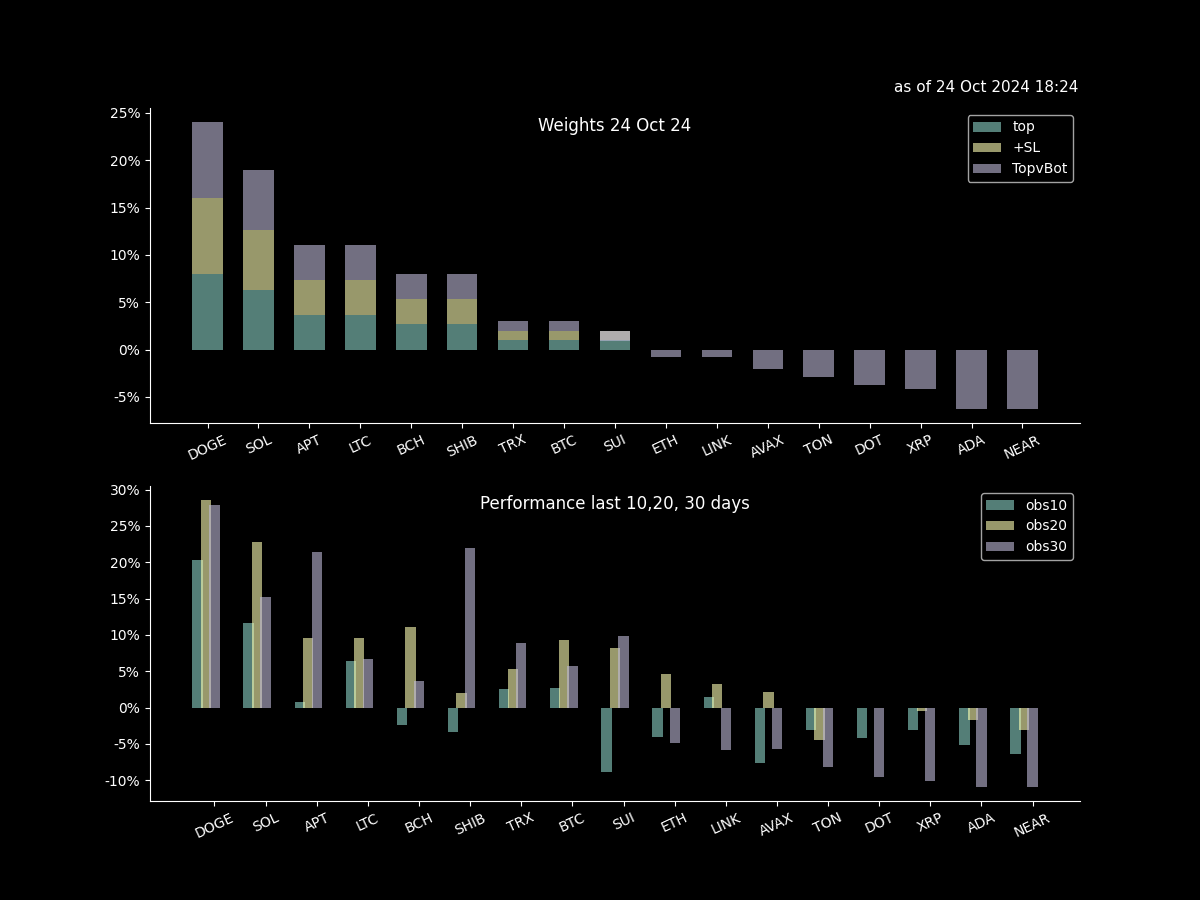 as of 24 Oct 2024 18:24
Weights 24 Oct 24
top
+SL
TopvBot
25%
20%
15%
10%
5%
0%
-5%
DOGE SOL APT LTC BCH SHIB TRX BTC SUI ETH LINK AVAX TON DOT XRP ADA NEAR
Performance last 10,20, 30 days
obs10
obs20
obs30
30%
25%
20%
15%
10%
5%
0%
-5%
-10%
DOGE SOL APT LTC BCH SHIB TRX BTC SUI ETH LINK AVAX TON DOT XRP ADA NEAR